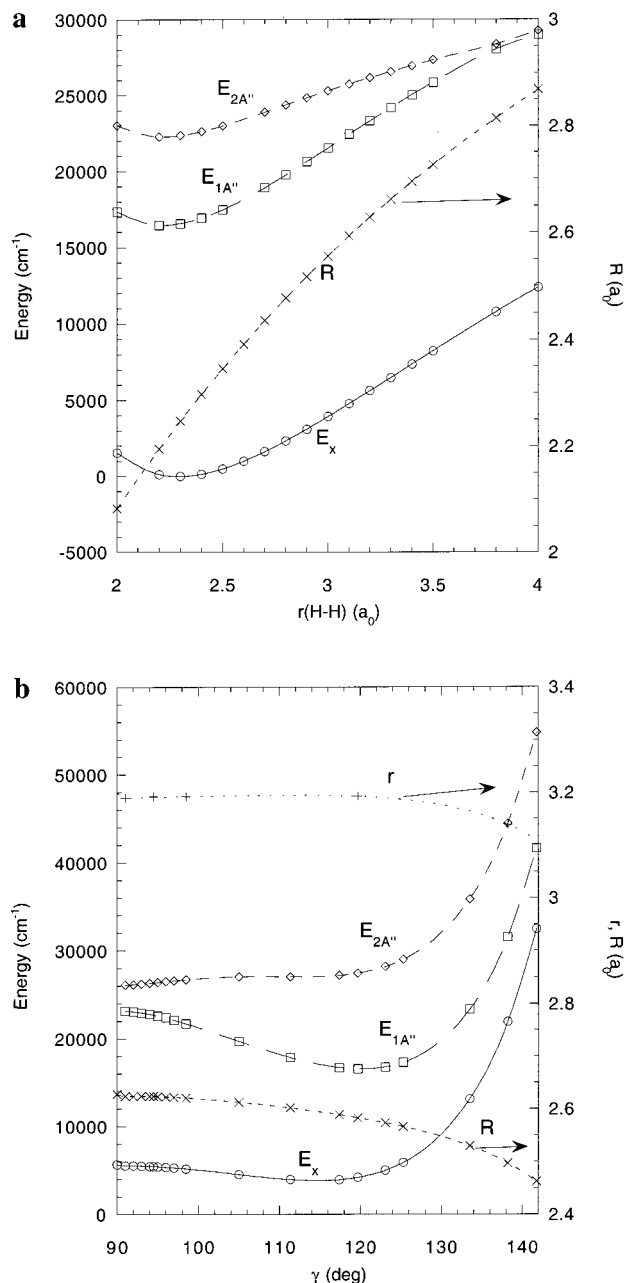 a
30000
25000
20000
15000
10000
5000
0
-5000
Energy (cm⁻¹)
E2A"
E1A"
R
Ex
3
2.8
2.6
2.4
2.2
2
R (a₀)
2
2.5
3
3.5
4
r(H-H) (a₀)
b
60000
50000
40000
30000
20000
10000
0
Energy (cm⁻¹)
r
E2A"
E1A"
R
Ex
3.4
3.2
3
2.8
2.6
2.4
r, R (a₀)
90
100
110
120
130
140
γ (deg)